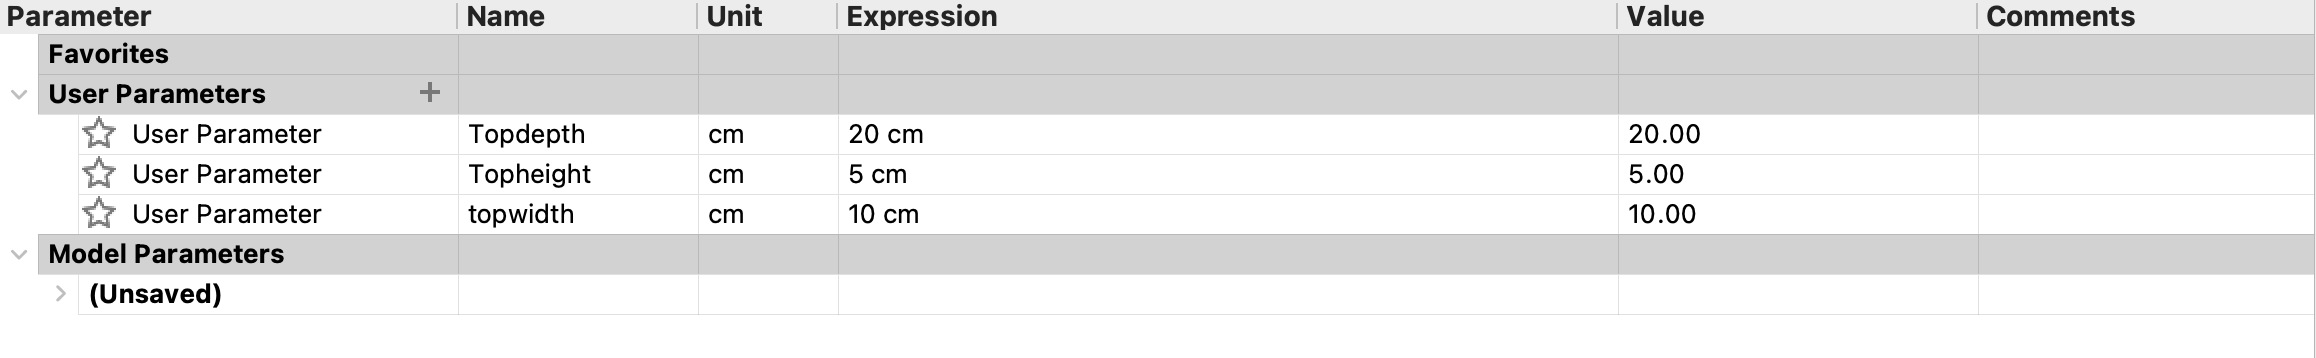 Parameter Name Unit Expression Value Comments
Favorites
User Parameters +
User Parameter Topdepth cm 20 cm 20.00
User Parameter Topheight cm 5 cm 5.00
User Parameter topwidth cm 10 cm 10.00
Model Parameters
(Unsaved)